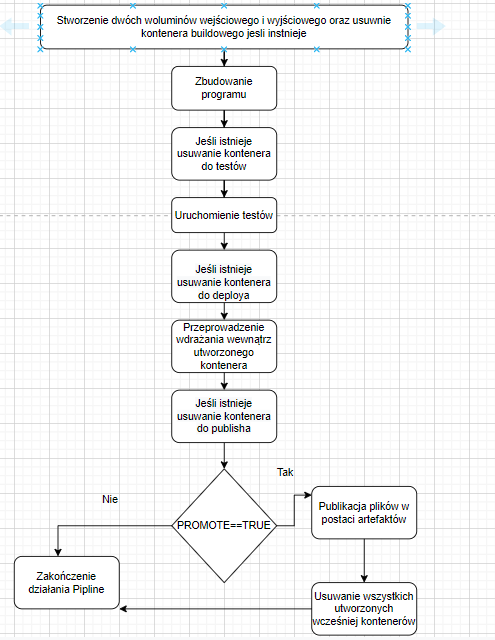 Stworzenie dwóch woluminów wejściowego i wyjściowego oraz usuwnie
kontenera buildowego jesli instnieje
Zbudowanie
programu
Jeśli istnieje
usuwanie kontenera
do testów
Uruchomienie testów
Jeśli istnieje
usuwanie kontenera
do deploya
Przeprowadzenie
wdrażania wewnątrz
utworzonego
kontenera
Jeśli istnieje
usuwanie kontenera
do publisha
Tak
Nie
PROMOTE==TRUE
Publikacja plików w
postaci artefaktów
Zakończenie
działania Pipline
Usuwanie wszystkich
utworzonych
wcześniej kontenerów